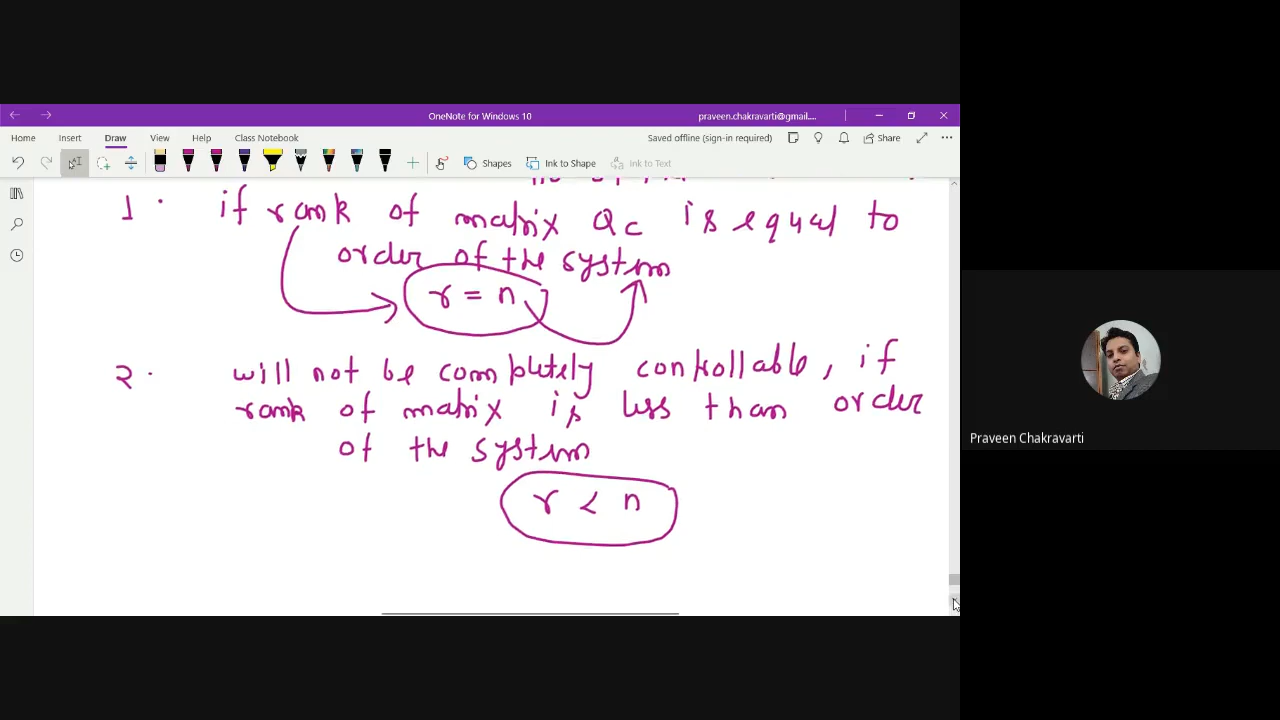 OneNote for Windows 10
praveen.chakravarti@gmail....
Home Insert Draw View Help Class Notebook
Saved offline (sign-in required) Share
Shapes Ink to Shape Ink to Text
1. if rank of matrix Qc is equal to
order of the system
r = n
2. will not be completely controllable, if
rank of matrix is less than order
of the system
r < n
Praveen Chakravarti